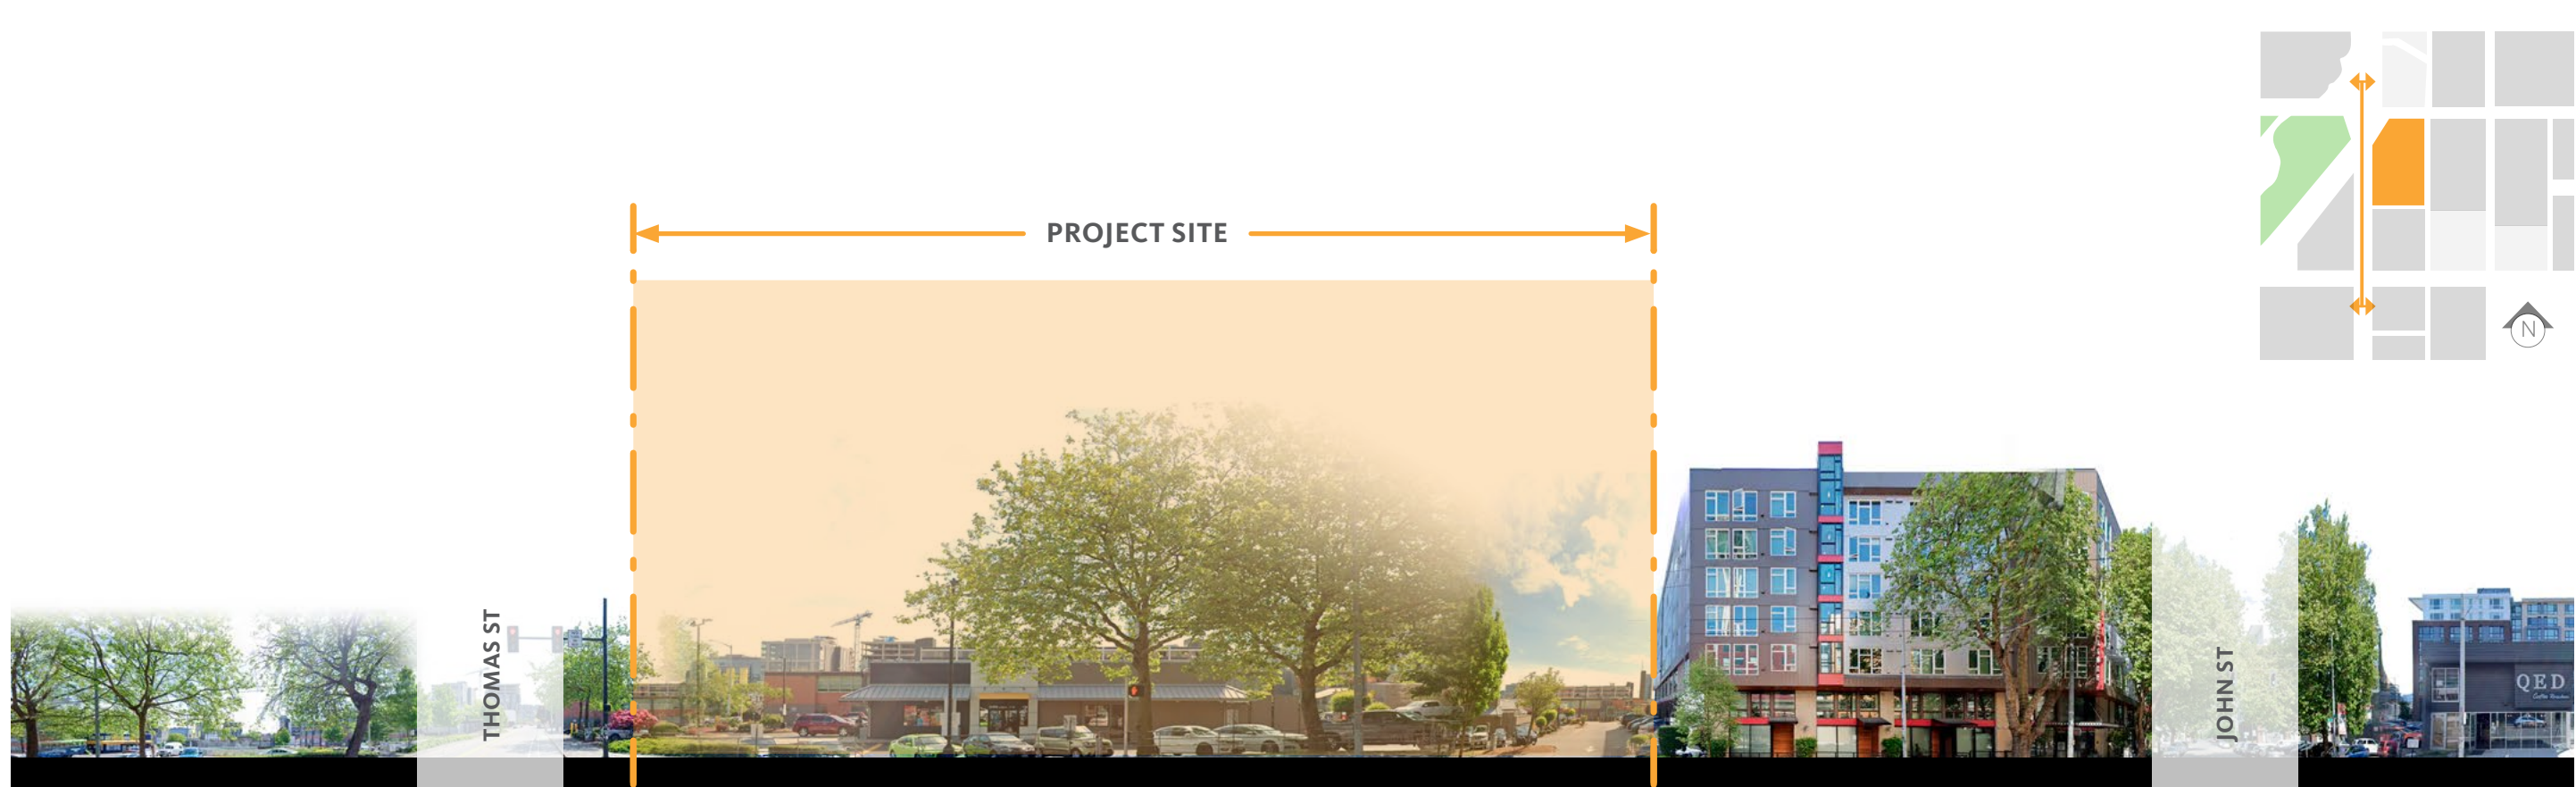 PROJECT SITE
N
THOMAS ST
JOHN ST
QED